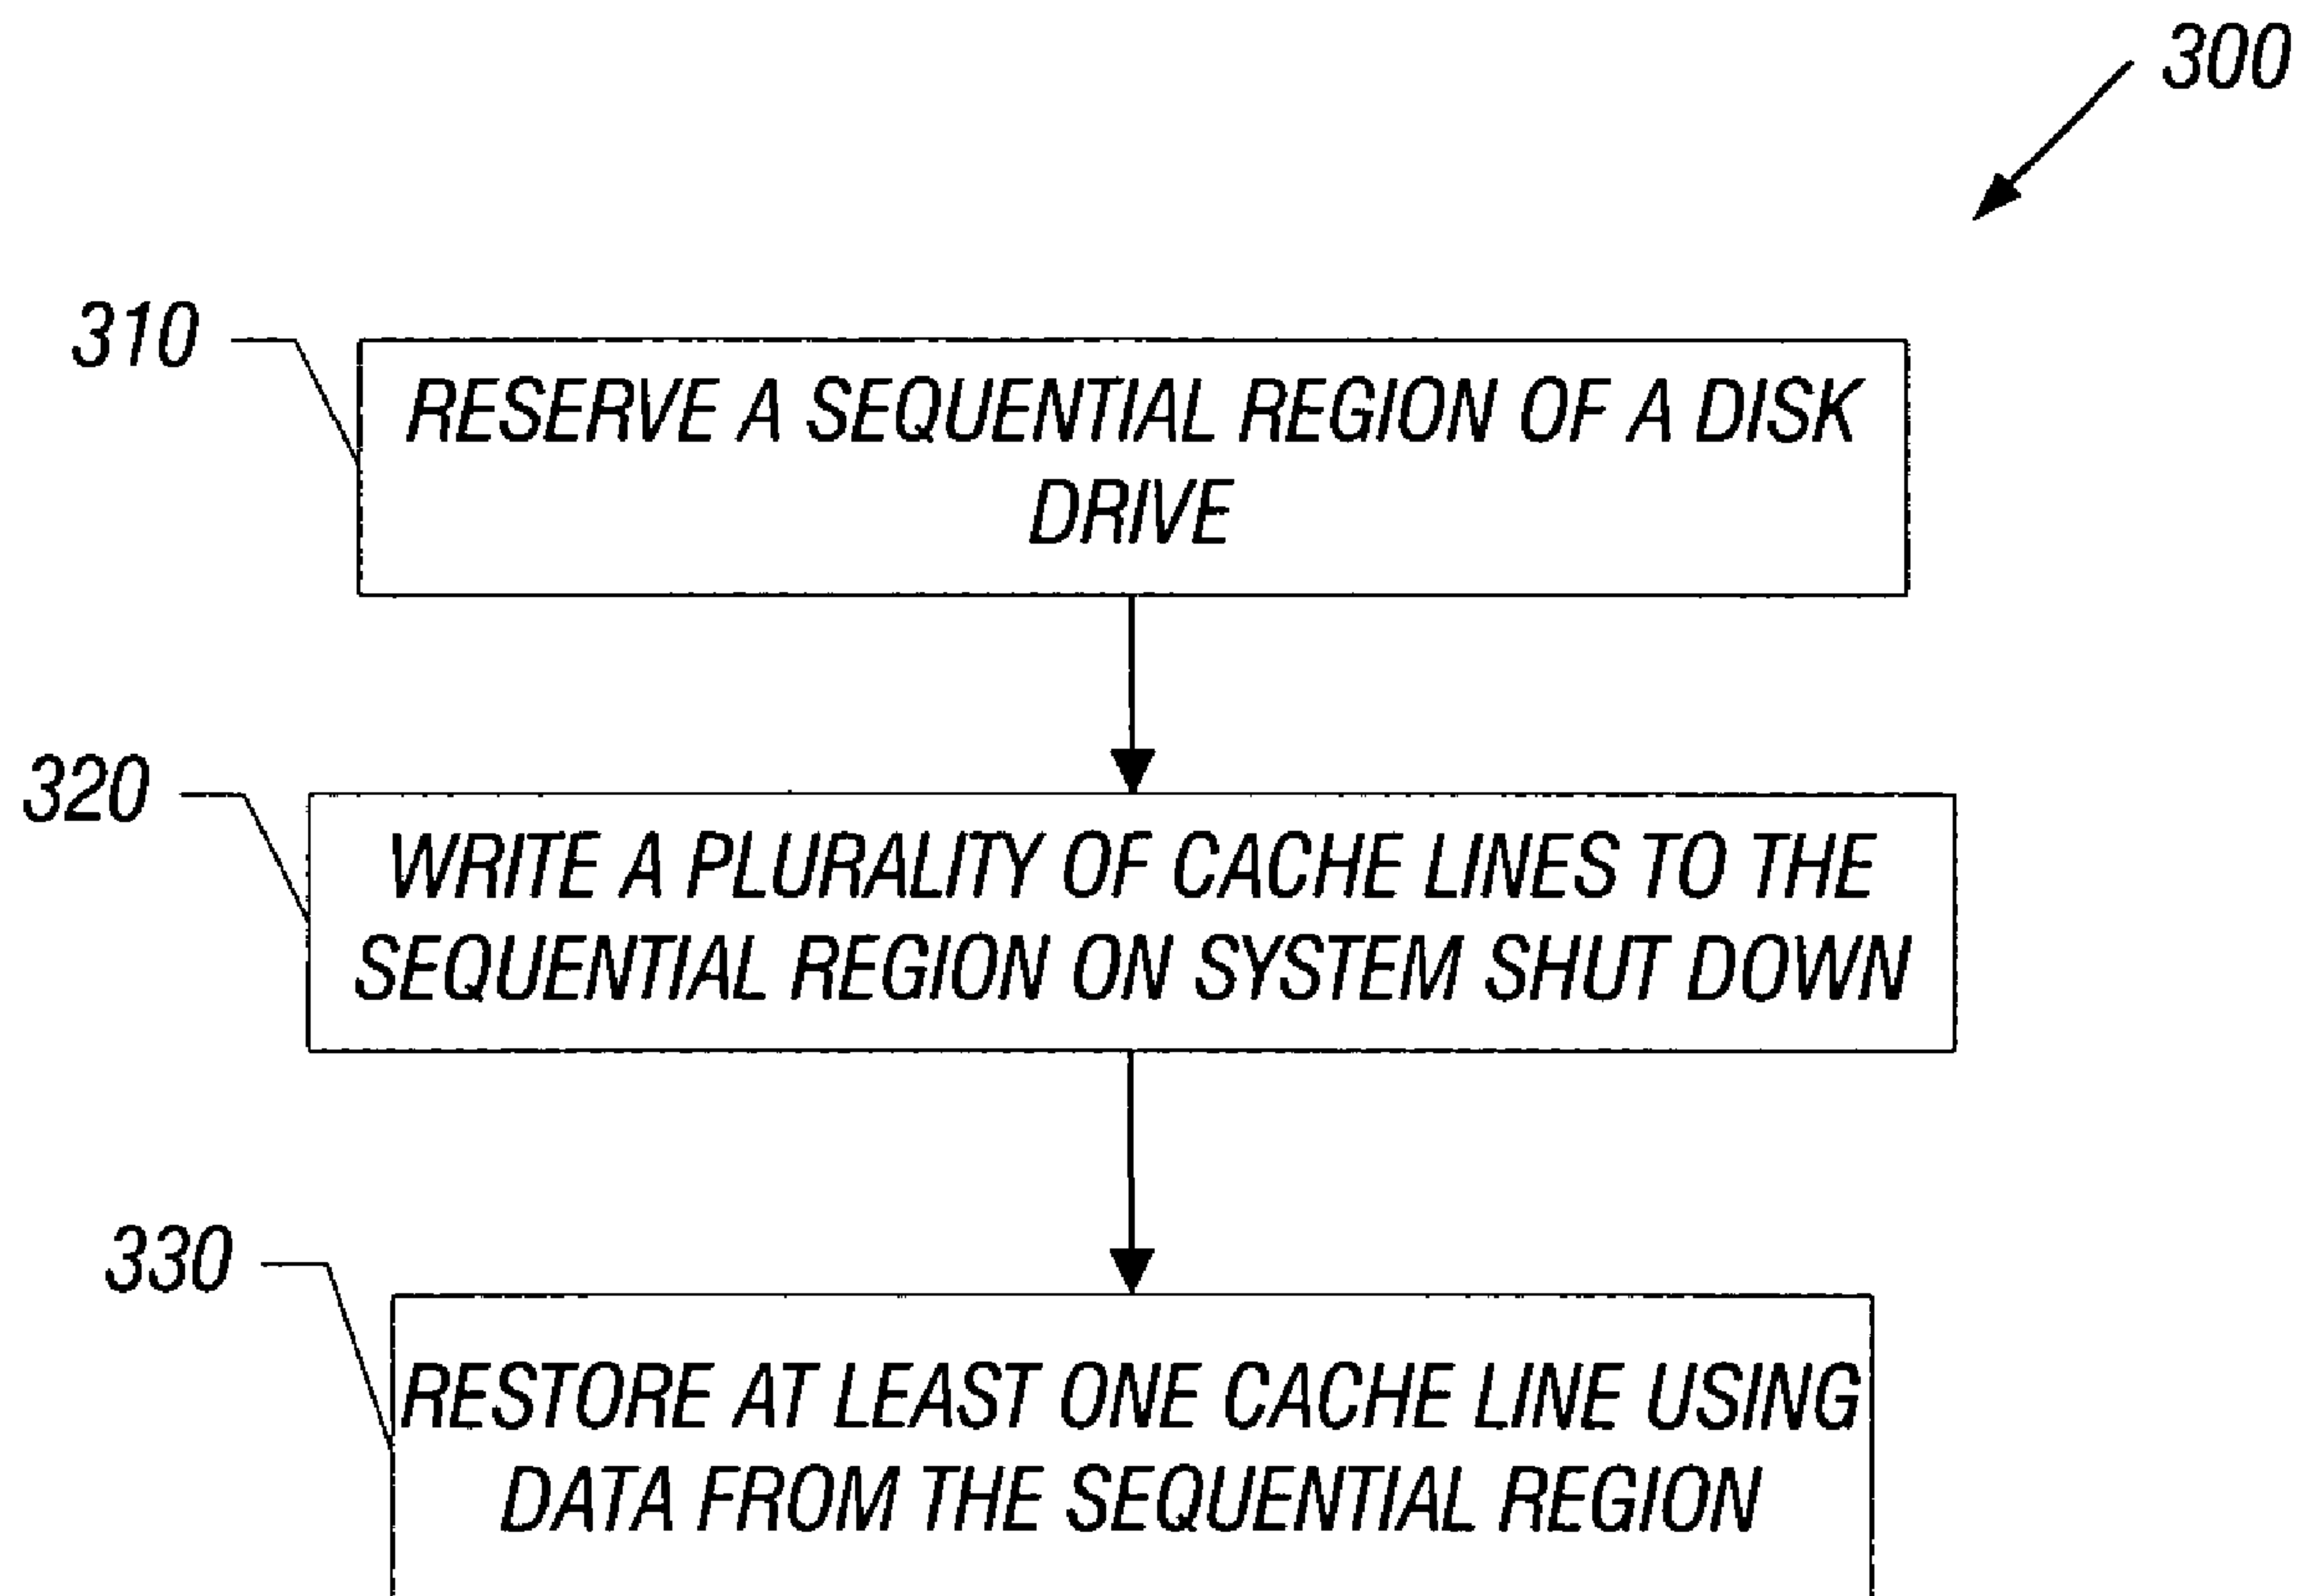 300
310
RESERVE A SEQUENTIAL REGION OF A DISK
DRIVE
320
WRITE A PLURALITY OF CACHE LINES TO THE
SEQUENTIAL REGION ON SYSTEM SHUT DOWN
330
RESTORE AT LEAST ONE CACHE LINE USING
DATA FROM THE SEQUENTIAL REGION